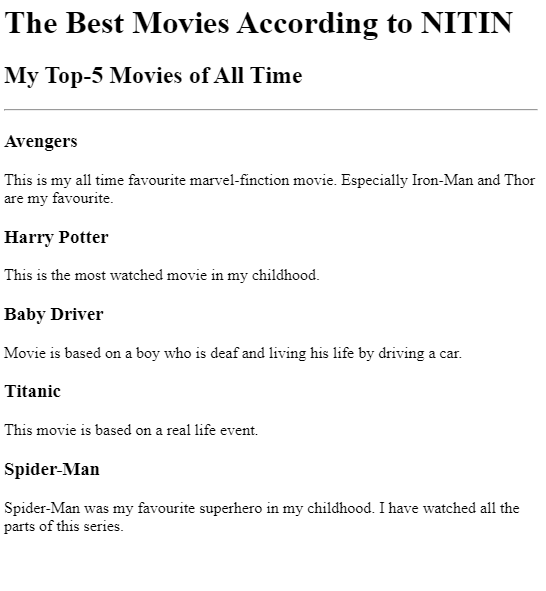 The Best Movies According to NITIN
My Top-5 Movies of All Time
Avengers
This is my all time favourite marvel-finction movie. Especially Iron-Man and Thor
are my favourite.
Harry Potter
This is the most watched movie in my childhood.
Baby Driver
Movie is based on a boy who is deaf and living his life by driving a car.
Titanic
This movie is based on a real life event.
Spider-Man
Spider-Man was my favourite superhero in my childhood. I have watched all the
parts of this series.